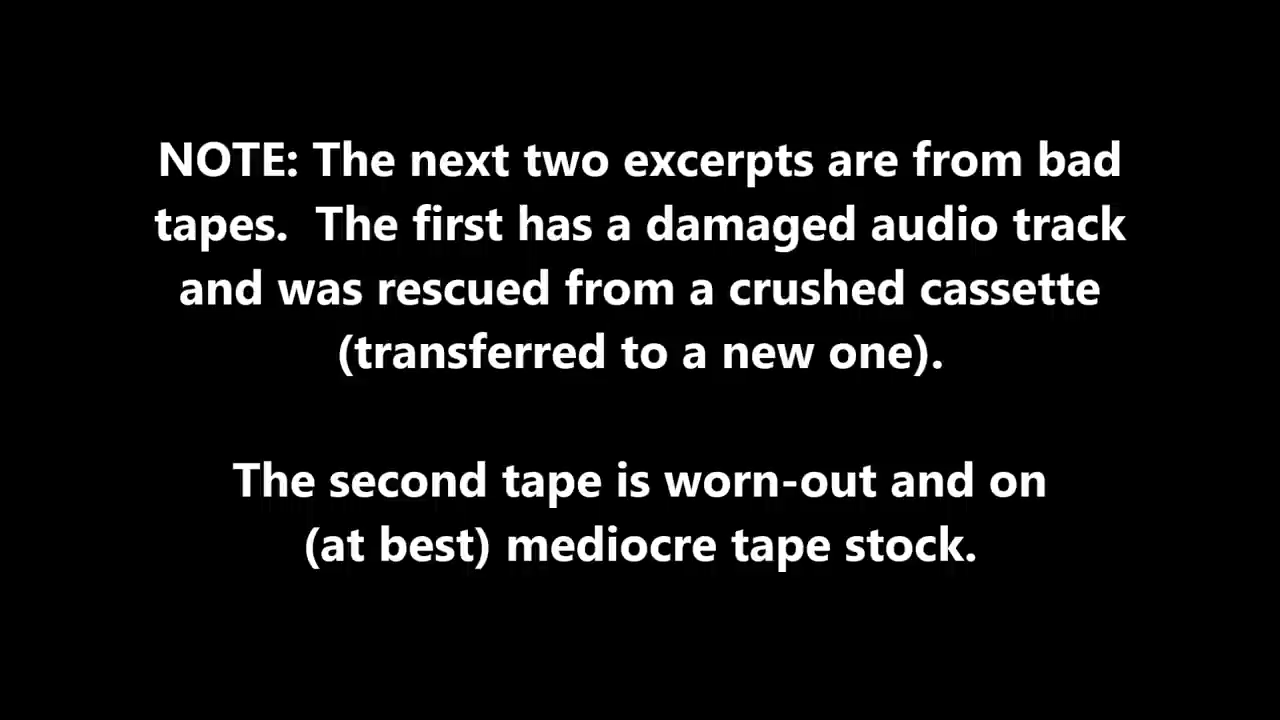 NOTE: The next two excerpts are from bad
tapes.  The first has a damaged audio track
and was rescued from a crushed cassette
(transferred to a new one).
The second tape is worn-out and on
(at best) mediocre tape stock.